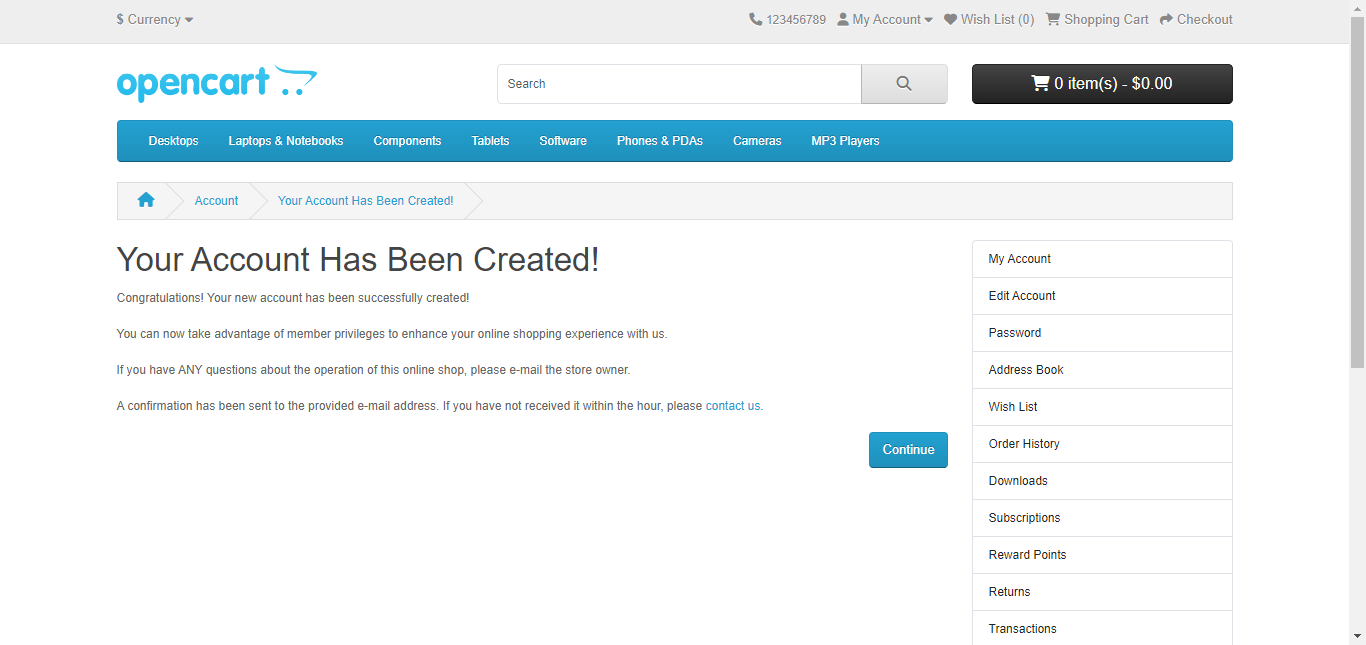 $ Currency
123456789 My Account Wish List (0) Shopping Cart Checkout
opencart
Search
0 item(s) - $0.00
Desktops Laptops & Notebooks Components Tablets Software Phones & PDAs Cameras MP3 Players
Account Your Account Has Been Created!
Your Account Has Been Created!
Congratulations! Your new account has been successfully created!
You can now take advantage of member privileges to enhance your online shopping experience with us.
If you have ANY questions about the operation of this online shop, please e-mail the store owner.
A confirmation has been sent to the provided e-mail address. If you have not received it within the hour, please contact us.
Continue
My Account
Edit Account
Password
Address Book
Wish List
Order History
Downloads
Subscriptions
Reward Points
Returns
Transactions